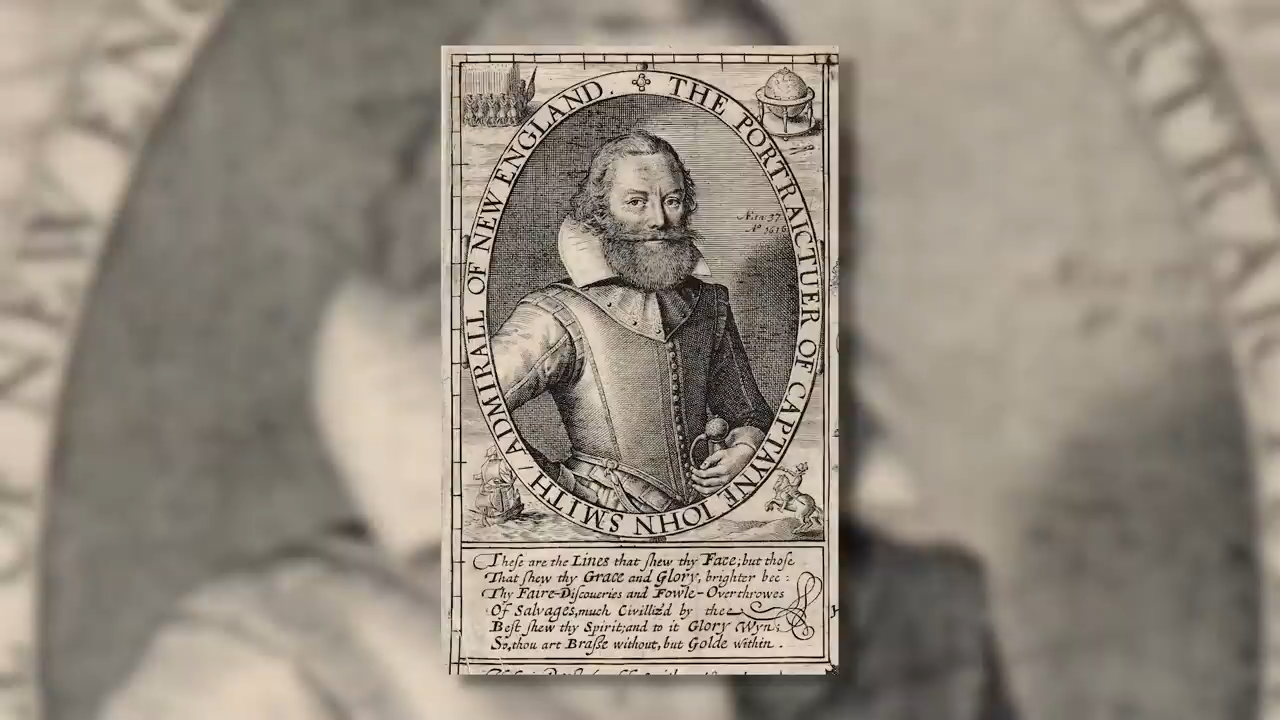 THE PORTRAICTUER OF CAPTAYNE IOHN SMITH / ADMIRALL OF NEW ENGLAND.
Æta 37
Aº 1616
These are the Lines that shew thy Face; but those
That shew thy Grace and Glory, brighter bee:
Thy Faire-Discoueries and Fowle-Overthrowes
Of Salvages, much Civilliz'd by thee
Best shew thy Spirit; and to it Glory Wyn;
So, thou art Brasse without, but Golde within.